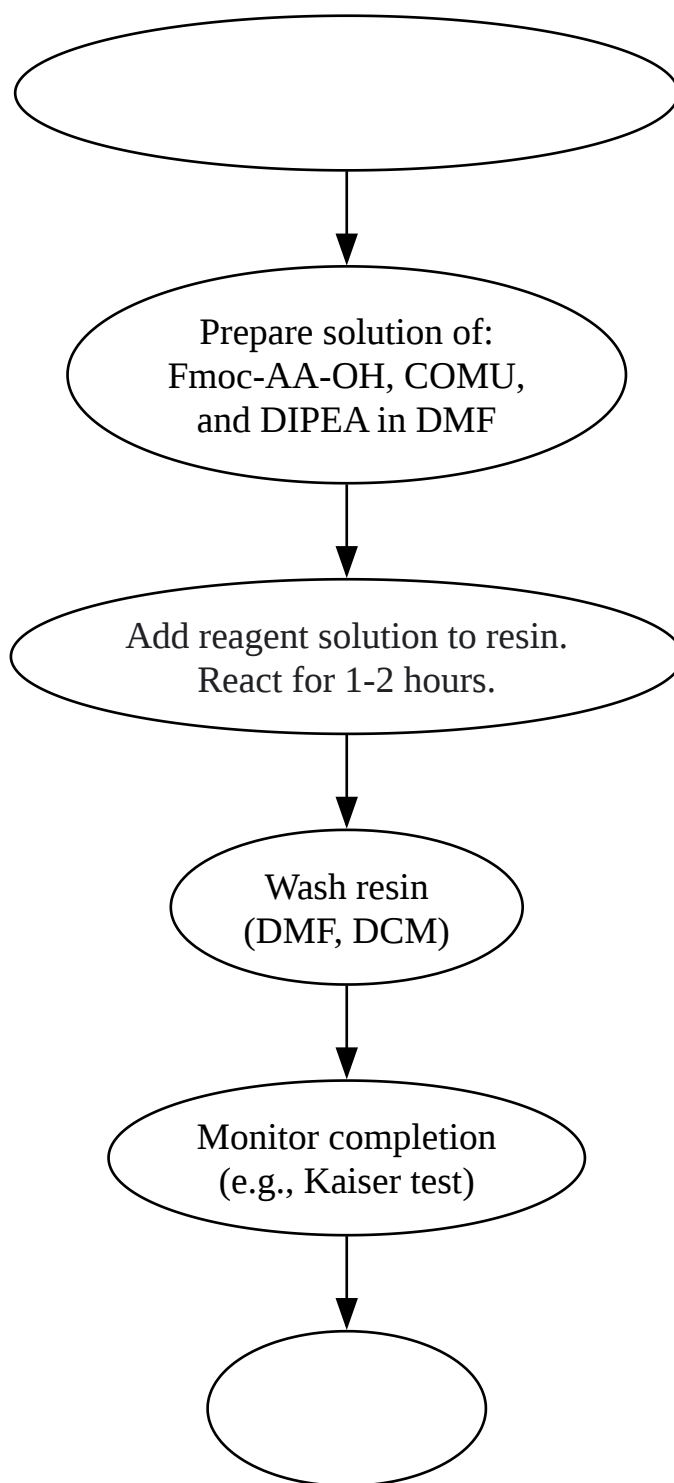 Prepare solution of:
Fmoc-AA-OH, COMU,
and DIPEA in DMF
Add reagent solution to resin.
React for 1-2 hours.
Wash resin
(DMF, DCM)
Monitor completion
(e.g., Kaiser test)